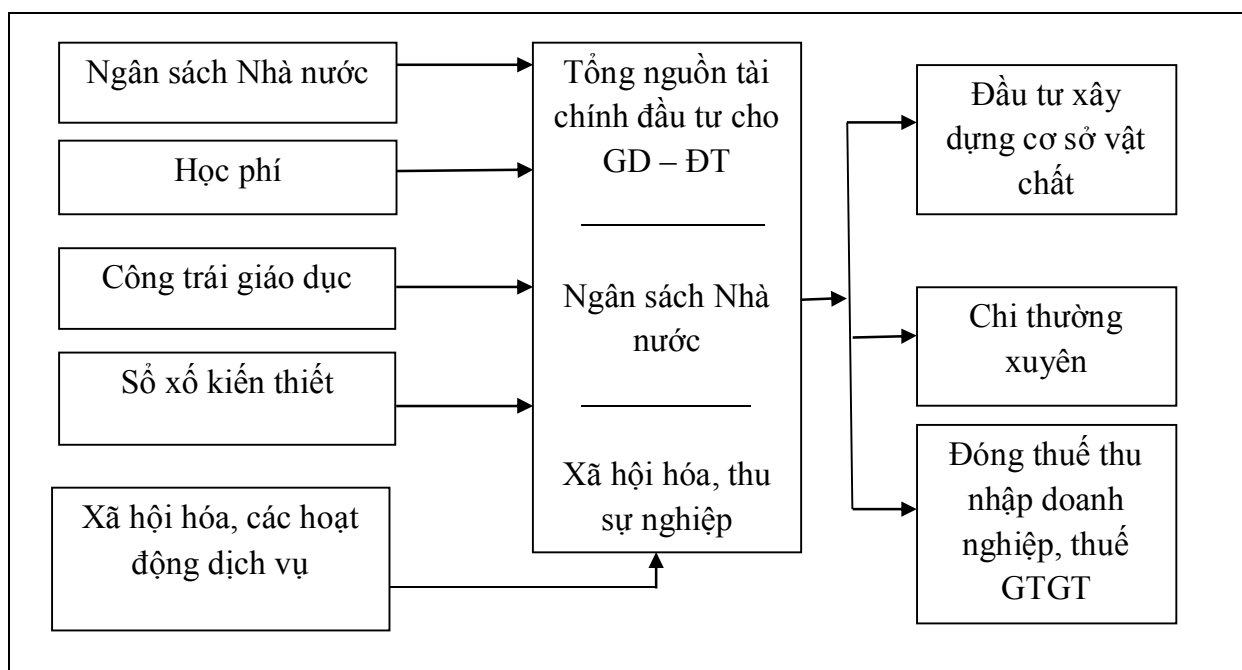 Ngân sách Nhà nước
Học phí
Công trái giáo dục
Sổ xố kiến thiết
Xã hội hóa, các hoạt
động dịch vụ
Tổng nguồn tài
chính đầu tư cho
GD – ĐT
Ngân sách Nhà
nước
Xã hội hóa, thu
sự nghiệp
Đầu tư xây
dựng cơ sở vật
chất
Chi thường
xuyên
Đóng thuế thu
nhập doanh
nghiệp, thuế
GTGT